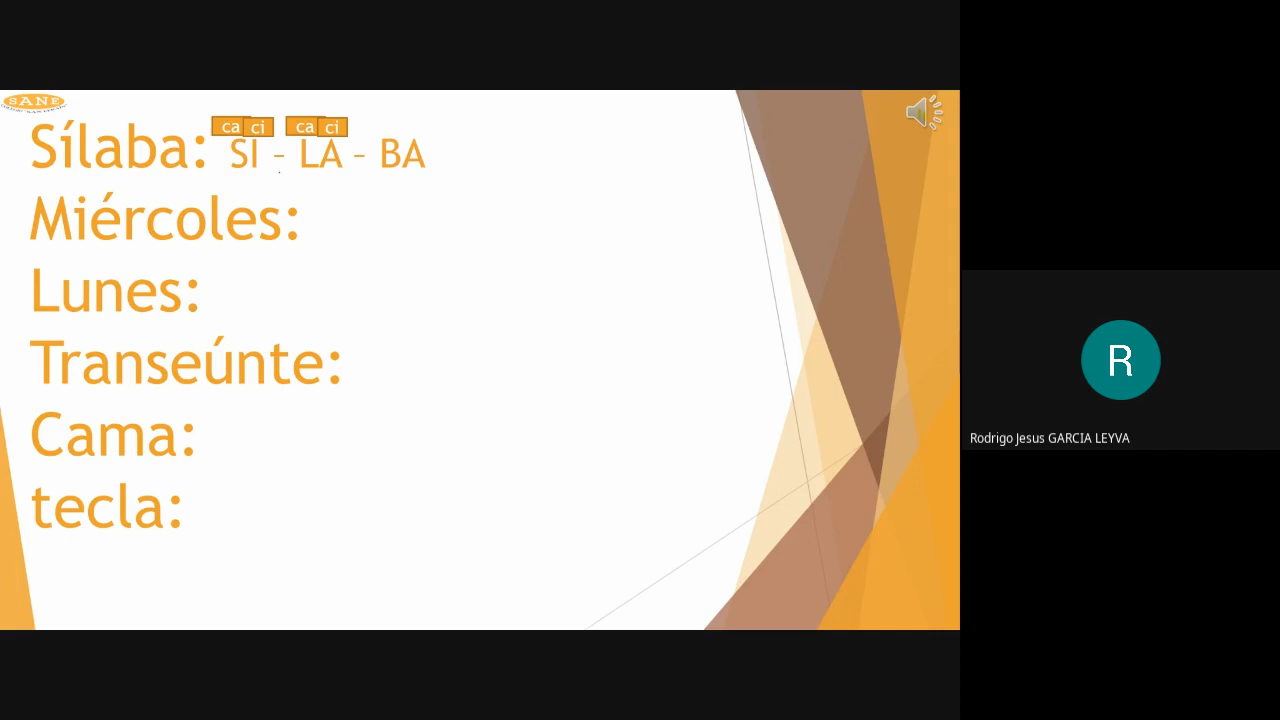 SANE
Sílaba: SI – LA – BA
ca ci ca ci
Miércoles:
Lunes:
Transeúnte:
Cama:
tecla:
R
Rodrigo Jesus GARCIA LEYVA